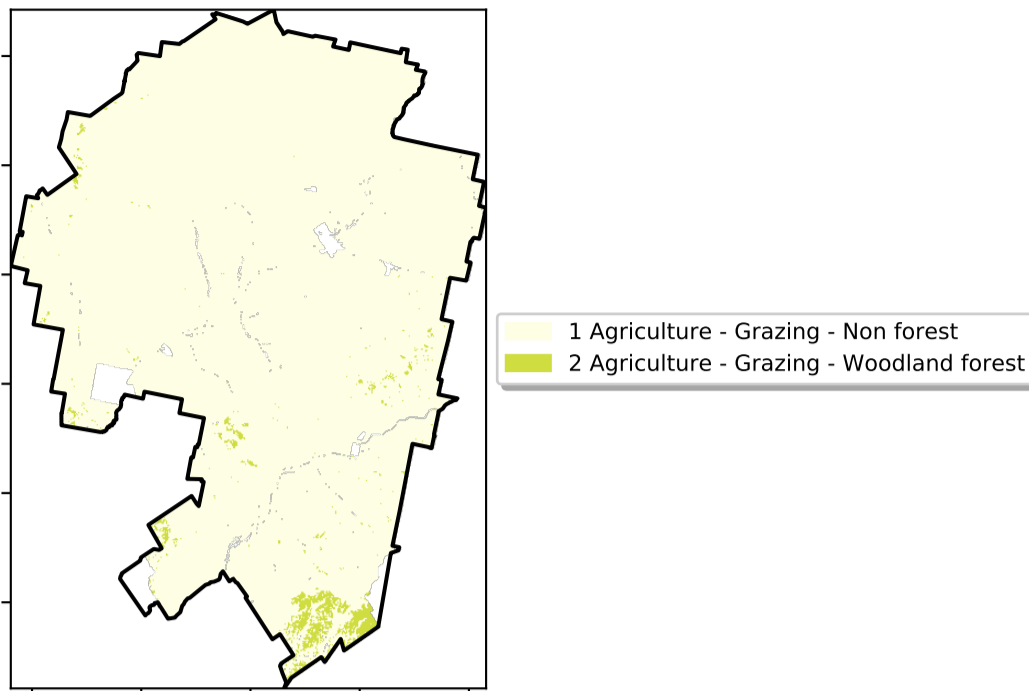 1 Agriculture - Grazing - Non forest
2 Agriculture - Grazing - Woodland forest